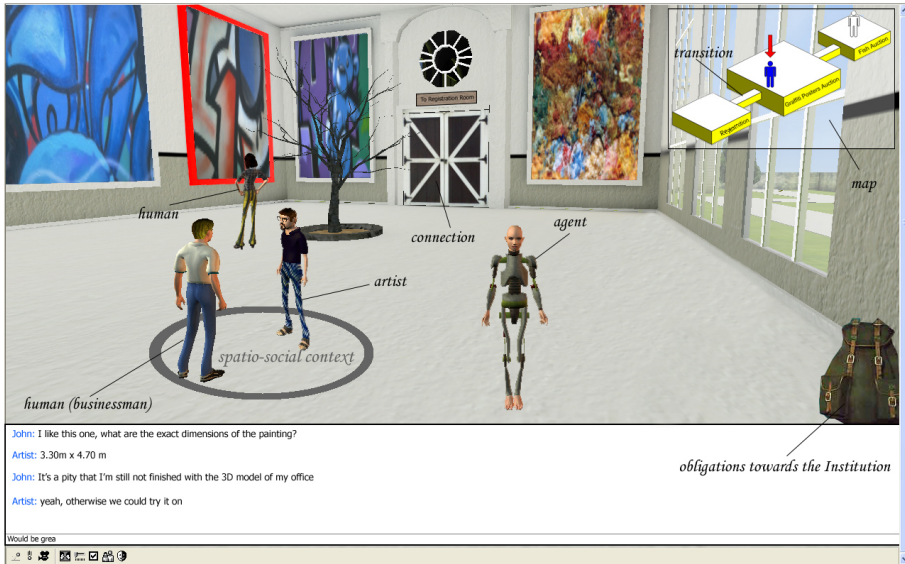 transition
Fish Auction
Graffiti Posters Auction
Registration
map
To Registration Room
human
connection
agent
artist
spatio-social context
human (businessman)
obligations towards the Institution
John: I like this one, what are the exact dimensions of the painting?
Artist: 3.30m x 4.70 m
John: It's a pity that I'm still not finished with the 3D model of my office
Artist: yeah, otherwise we could try it on
Would be grea